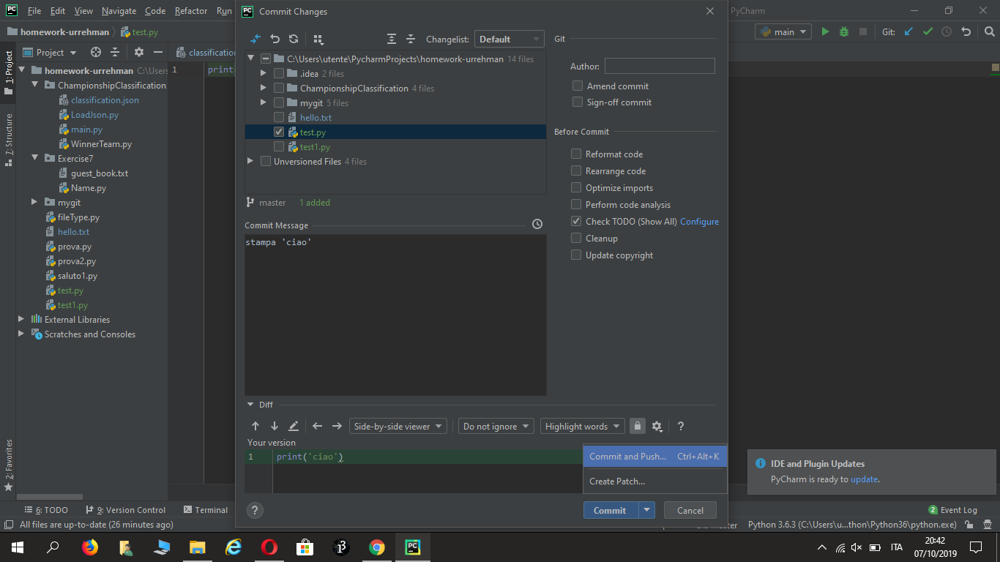 File Edit View Navigate Code Refactor Run
Commit Changes
PyCharm
homework-urrehman
test.py
main
Git:
1: Project
7: Structure
2: Favorites
Project
homework-urrehman C:\Users
ChampionshipClassification
classification.json
LoadJson.py
main.py
WinnerTeam.py
Exercise7
guest_book.txt
Name.py
mygit
fileType.py
hello.txt
prova.py
prova2.py
saluto1.py
test.py
test1.py
External Libraries
Scratches and Consoles
classification
1 print
Changelist: Default
C:\Users\utente\PycharmProjects\homework-urrehman 14 files
.idea 2 files
ChampionshipClassification 4 files
mygit 5 files
hello.txt
test.py
test1.py
Unversioned Files 4 files
master 1 added
Commit Message
stampa 'ciao'
Git
Author:
Amend commit
Sign-off commit
Before Commit
Reformat code
Rearrange code
Optimize imports
Perform code analysis
Check TODO (Show All) Configure
Cleanup
Update copyright
Diff
Side-by-side viewer
Do not ignore
Highlight words
?
Your version
1 print('ciao')
Commit and Push... Ctrl+Alt+K
Create Patch...
? Commit Cancel
IDE and Plugin Updates
PyCharm is ready to update.
6: TODO 9: Version Control Terminal
2 Event Log
All files are up-to-date (26 minutes ago)
Python 3.6.3 (C:\Users\u...thon\Python36\python.exe)
ITA
20:42
07/10/2019